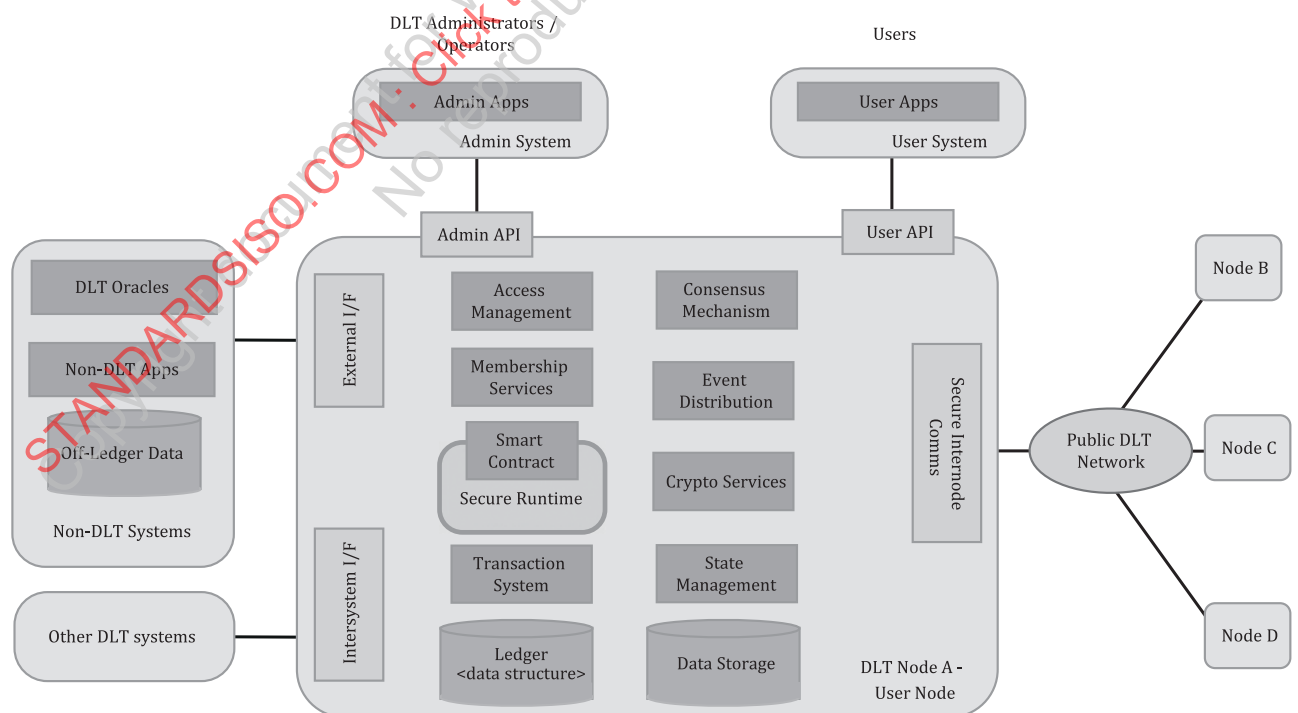 DLT Administrators /
Operators
Users
Admin Apps
Admin System
User Apps
User System
Admin API
User API
DLT Oracles
Non-DLT Apps
Off-Ledger Data
Non-DLT Systems
Other DLT systems
External I/F
Intersystem I/F
Access
Management
Consensus
Mechanism
Membership
Services
Event
Distribution
Smart
Contract
Secure Runtime
Crypto Services
Transaction
System
State
Management
Ledger
<data structure>
Data Storage
Secure Internode
Comms
DLT Node A -
User Node
Public DLT
Network
Node B
Node C
Node D
STANDARDSISO.COM : Click
Copyright document for
No